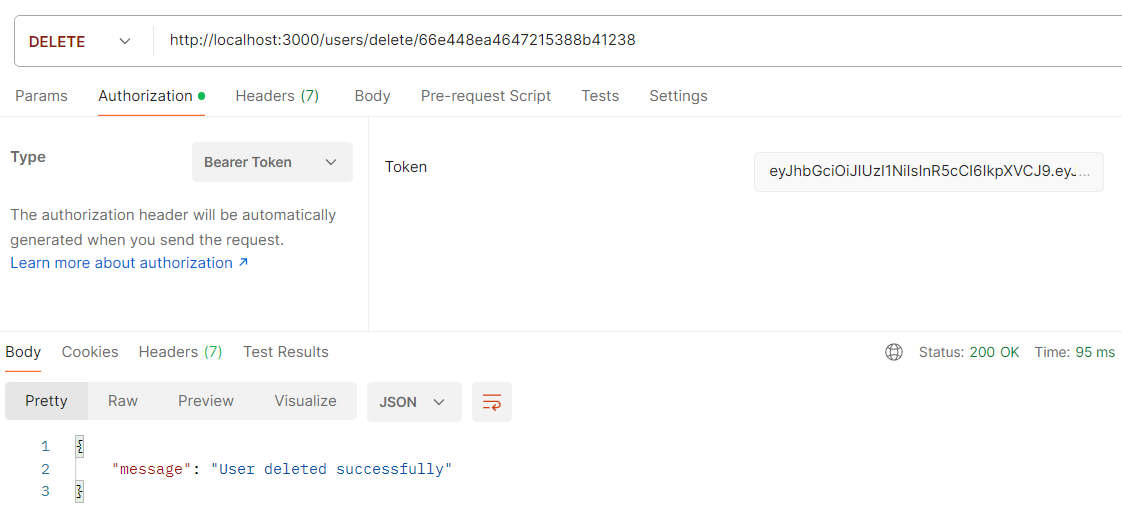 DELETE http://localhost:3000/users/delete/66e448ea4647215388b41238
Params Authorization Headers (7) Body Pre-request Script Tests Settings
Type Bearer Token
The authorization header will be automatically
generated when you send the request.
Learn more about authorization ↗
Token eyJhbGciOiJIUzI1NiIsInR5cCI6IkpXVCJ9.eyJ...
Body Cookies Headers (7) Test Results Status: 200 OK Time: 95 ms
Pretty Raw Preview Visualize JSON
1 {
2 "message": "User deleted successfully"
3 }